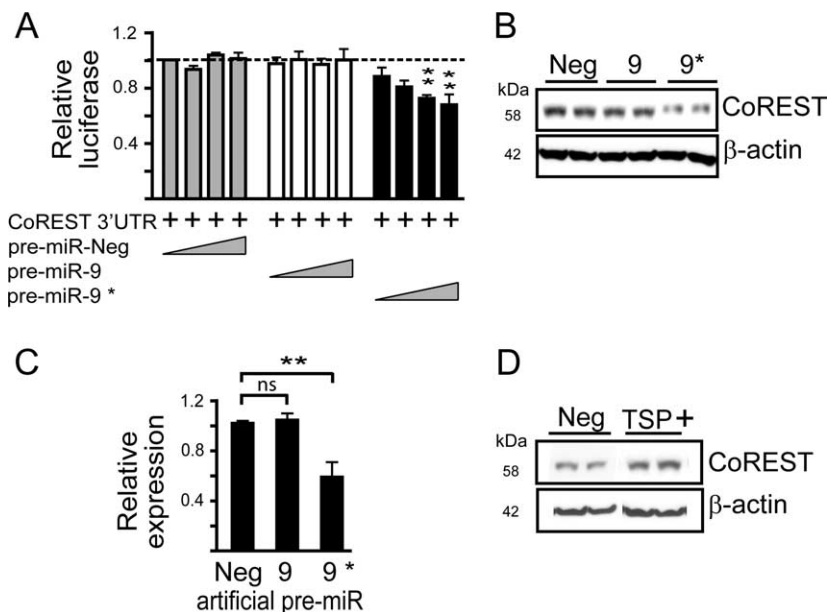 A
Relative luciferase
1.2
0.8
0.4
**
**
CoREST 3'UTR + + + + + + + + + + + +
pre-miR-Neg
pre-miR-9
pre-miR-9 *
B
Neg 9 9*
kDa
58 CoREST
42 β-actin
C
Relative expression
1.2
0.8
0.4
**
ns
Neg 9 9 *
artificial pre-miR
D
Neg TSP+
kDa
58 CoREST
42 β-actin